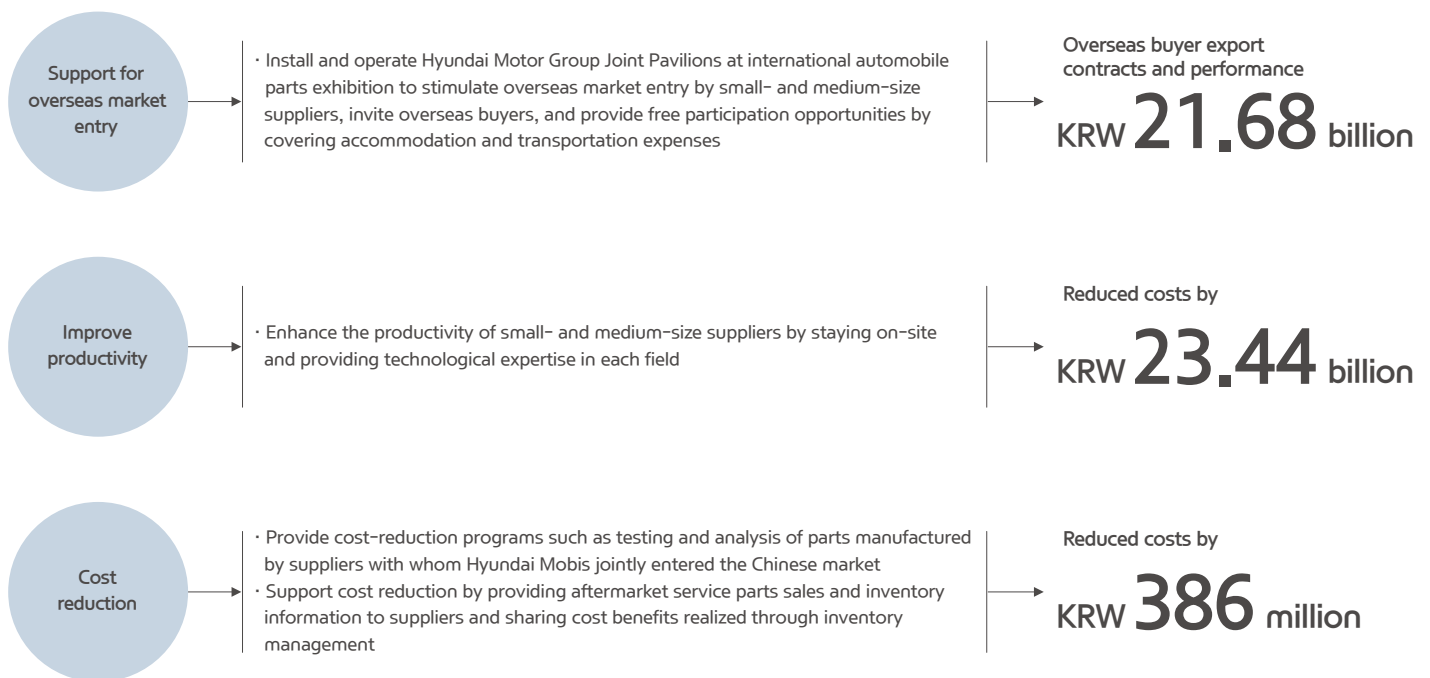 Support for
overseas market
entry
· Install and operate Hyundai Motor Group Joint Pavilions at international automobile
parts exhibition to stimulate overseas market entry by small- and medium-size
suppliers, invite overseas buyers, and provide free participation opportunities by
covering accommodation and transportation expenses
Overseas buyer export
contracts and performance
KRW 21.68 billion
Improve
productivity
· Enhance the productivity of small- and medium-size suppliers by staying on-site
and providing technological expertise in each field
Reduced costs by
KRW 23.44 billion
Cost
reduction
· Provide cost-reduction programs such as testing and analysis of parts manufactured
by suppliers with whom Hyundai Mobis jointly entered the Chinese market
· Support cost reduction by providing aftermarket service parts sales and inventory
information to suppliers and sharing cost benefits realized through inventory
management
Reduced costs by
KRW 386 million